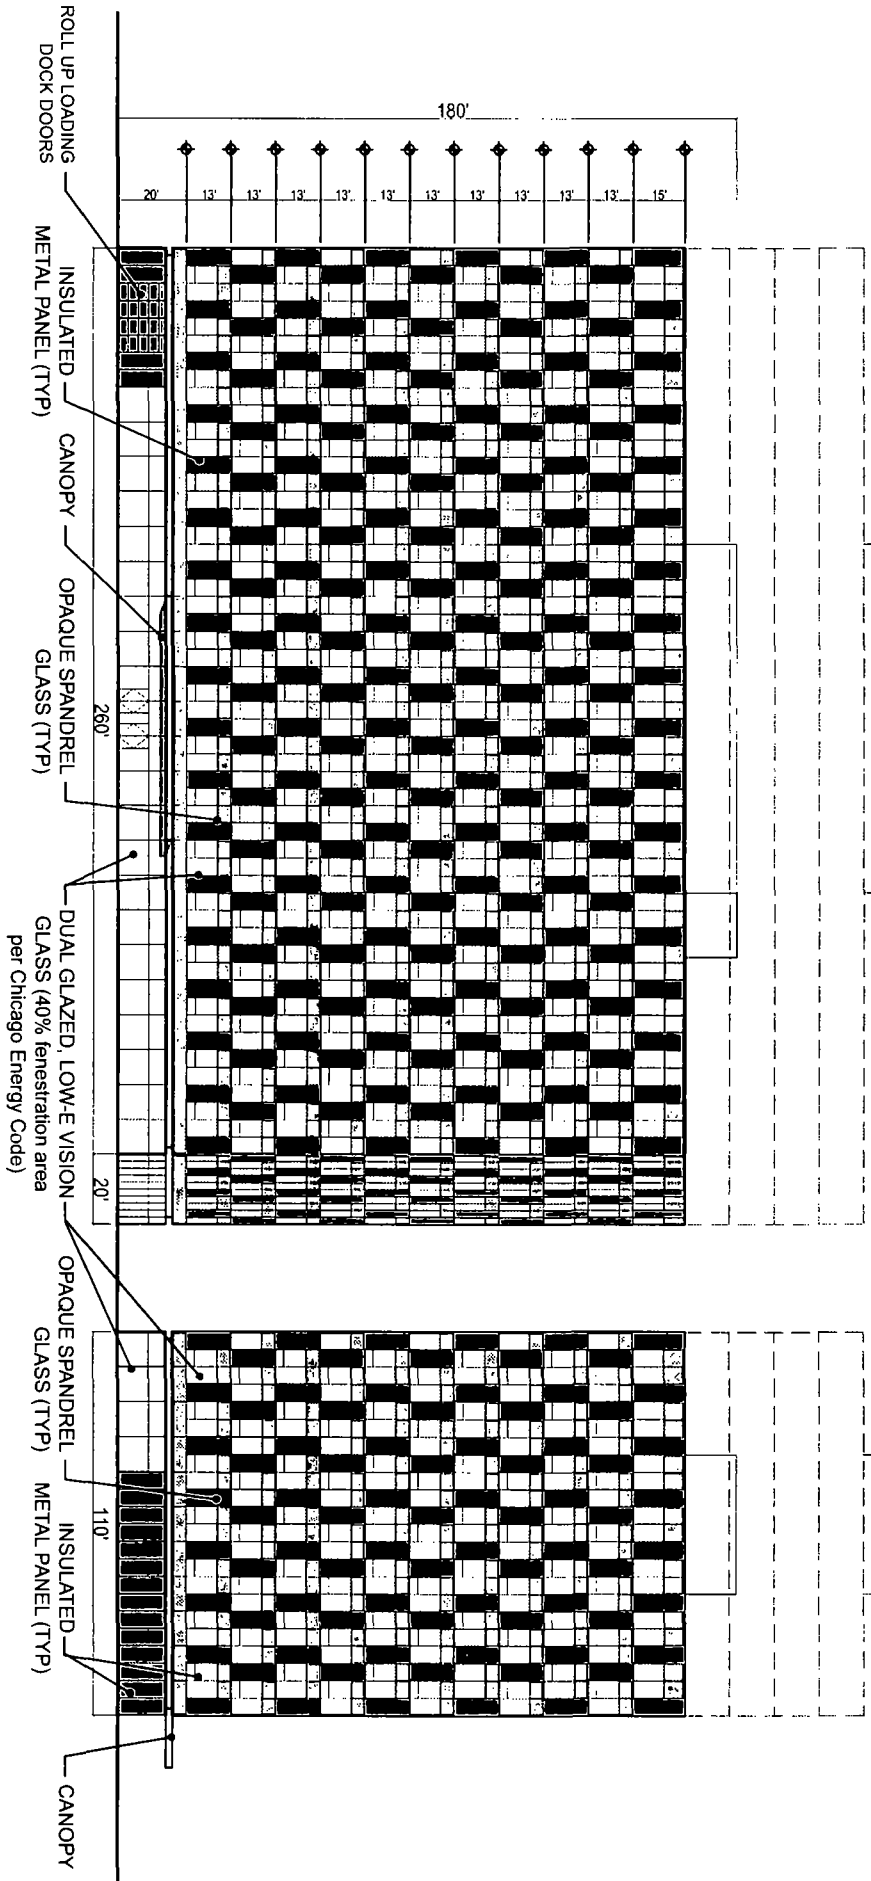 180'
20'
13'
13'
13'
13'
13'
13'
13'
13'
13'
13'
15'
ROLL UP LOADING
DOCK DOORS
INSULATED
METAL PANEL (TYP)
CANOPY
OPAQUE SPANDREL
GLASS (TYP)
260'
DUAL GLAZED, LOW-E VISION
GLASS (40% fenestration area
per Chicago Energy Code)
20'
OPAQUE SPANDREL
GLASS (TYP)
110'
INSULATED
METAL PANEL (TYP)
CANOPY